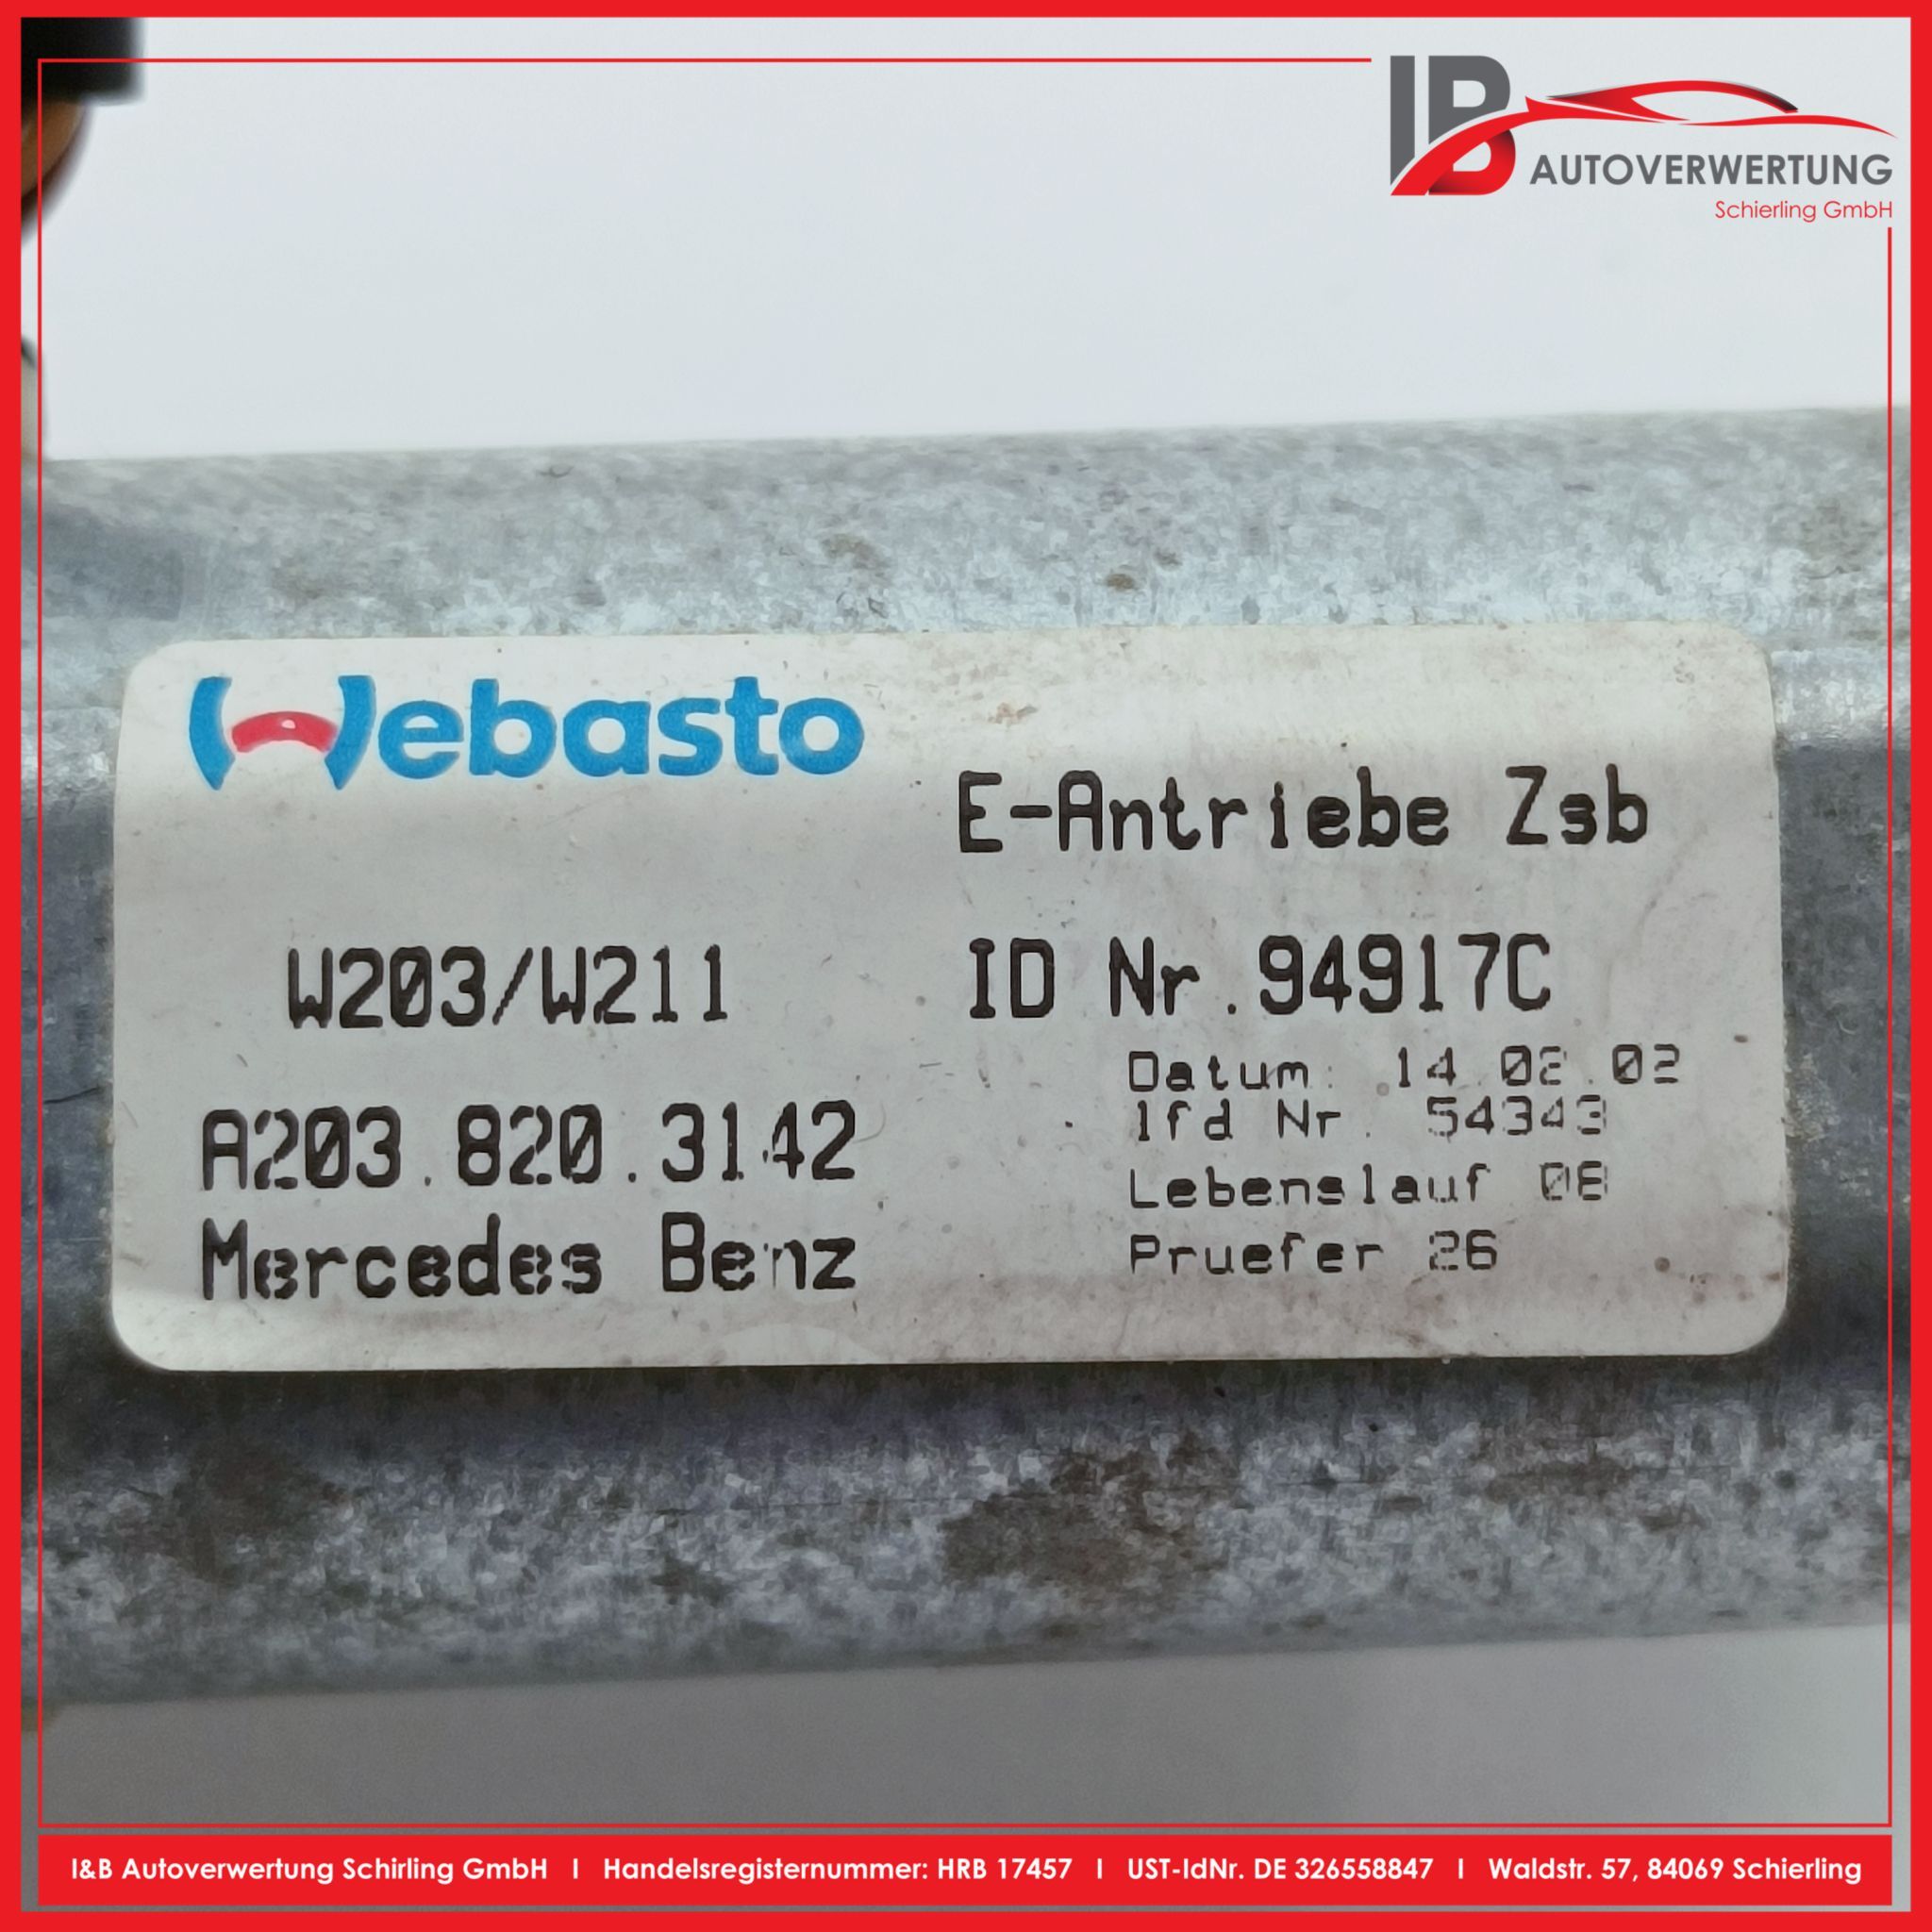 IB
AUTOVERWERTUNG
Schierling GmbH
Webasto
E-Antriebe Zsb
W203/W211
ID Nr.94917C
Datum: 14.02.02
lfd Nr. 54343
A203.820.3142
Lebenslauf 08
Mercedes Benz
Pruefer 26
I&B Autoverwertung Schirling GmbH I Handelsregisternummer: HRB 17457 I UST-IdNr. DE 326558847 I Waldstr. 57, 84069 Schierling